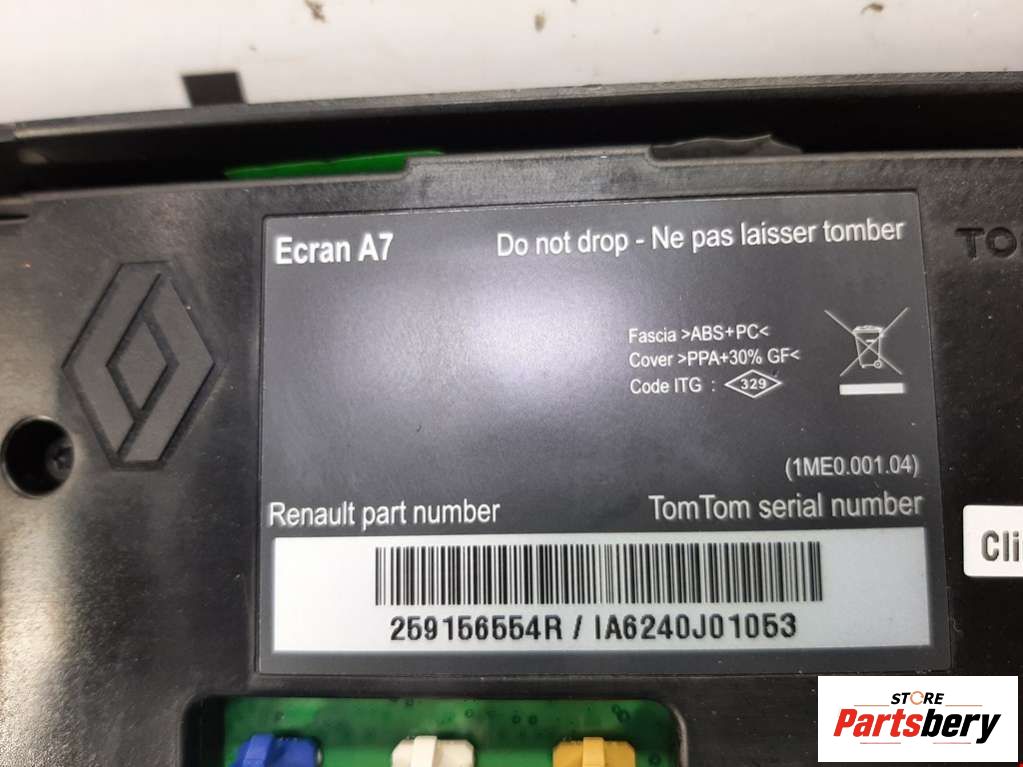 Ecran A7
Do not drop - Ne pas laisser tomber
Fascia >ABS+PC<
Cover >PPA+30% GF<
Code ITG : 329
(1ME0.001.04)
Renault part number
TomTom serial number
259156554R / IA6240J01053
STORE
Partsbery